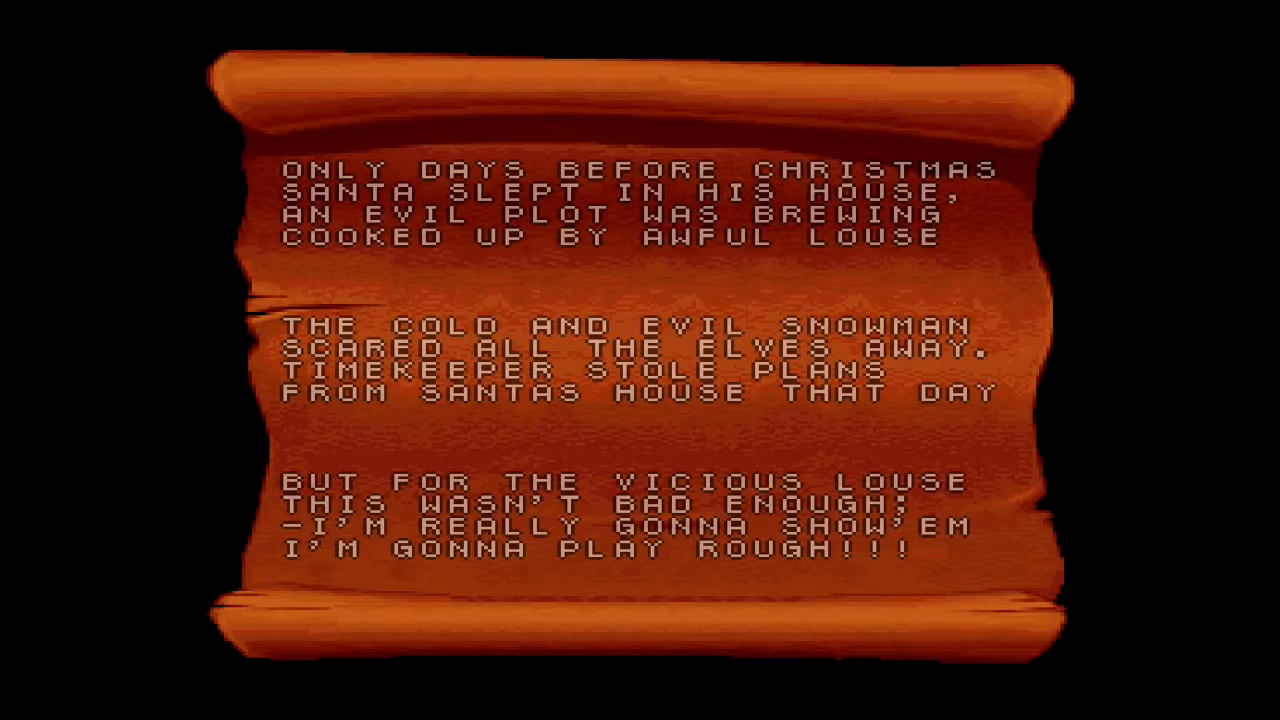 ONLY DAYS BEFORE CHRISTMAS
SANTA SLEPT IN HIS HOUSE,
AN EVIL PLOT WAS BREWING
COOKED UP BY AWFUL LOUSE
THE COLD AND EVIL SNOWMAN
SCARED ALL THE ELVES AWAY.
TIMEKEEPER STOLE PLANS
FROM SANTAS HOUSE THAT DAY
BUT FOR THE VICIOUS LOUSE
THIS WASN'T BAD ENOUGH;
-I'M REALLY GONNA SHOW'EM
I'M GONNA PLAY ROUGH!!!